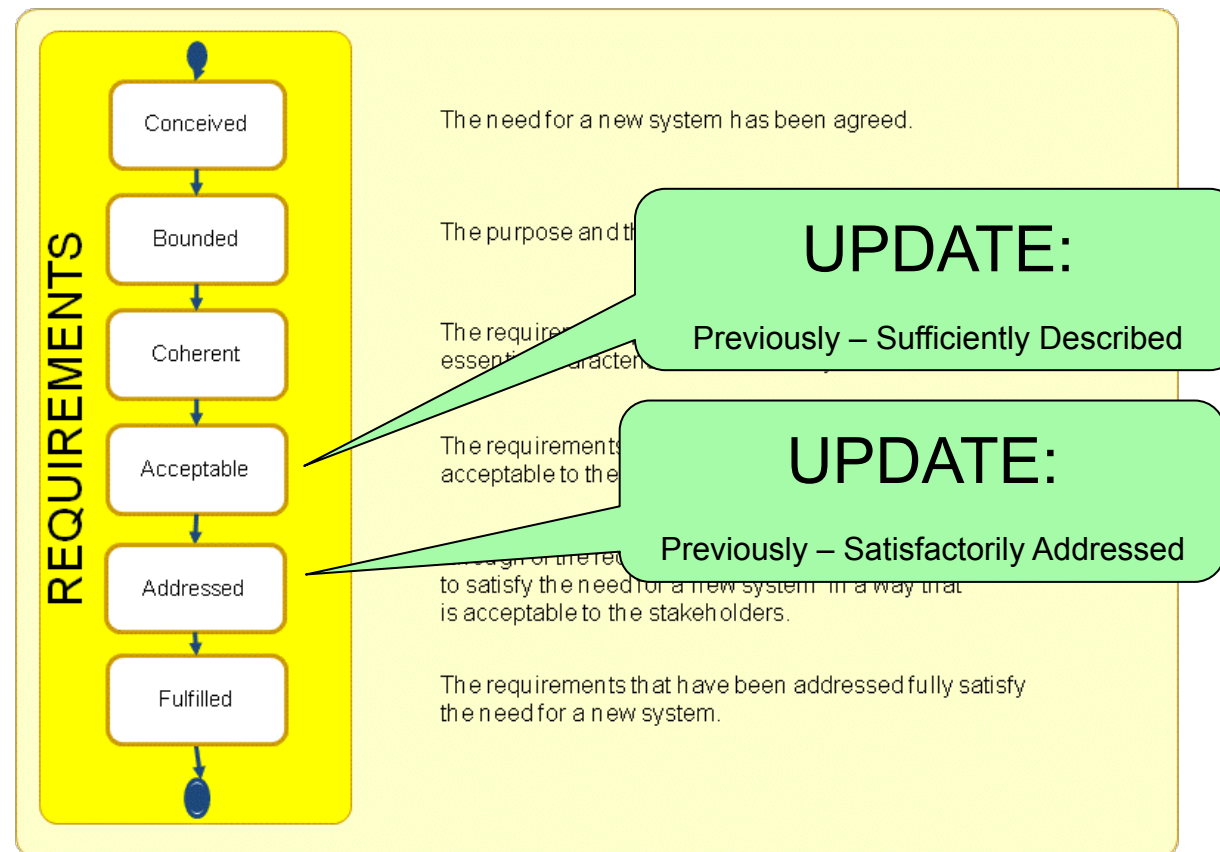 REQUIREMENTS
Conceived
The need for a new system has been agreed.
Bounded
The purpose and
UPDATE:
Previously – Sufficiently Described
Coherent
The
Acceptable
The requirements
acceptable to the
UPDATE:
Previously – Satisfactorily Addressed
Addressed
of the
to satisfy the need for a new system in a way that
is acceptable to the stakeholders.
Fulfilled
The requirements that have been addressed fully satisfy
the need for a new system.